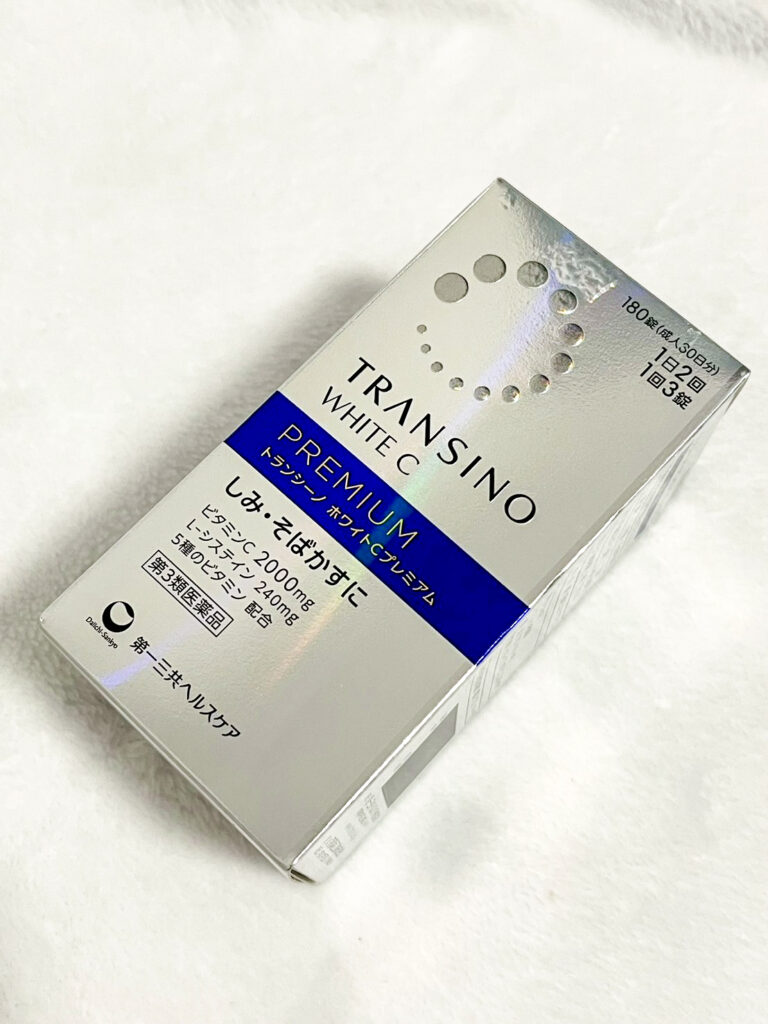 180錠(成人30日分)
1日2回
1回3錠
TRANSINO
WHITE C
PREMIUM
トランシーノ ホワイトCプレミアム
しみ・そばかすに
ビタミンC 2000mg
L-システイン 240mg
5種のビタミン 配合
第3類医薬品
Daiichi-Sankyo
第一三共ヘルスケア